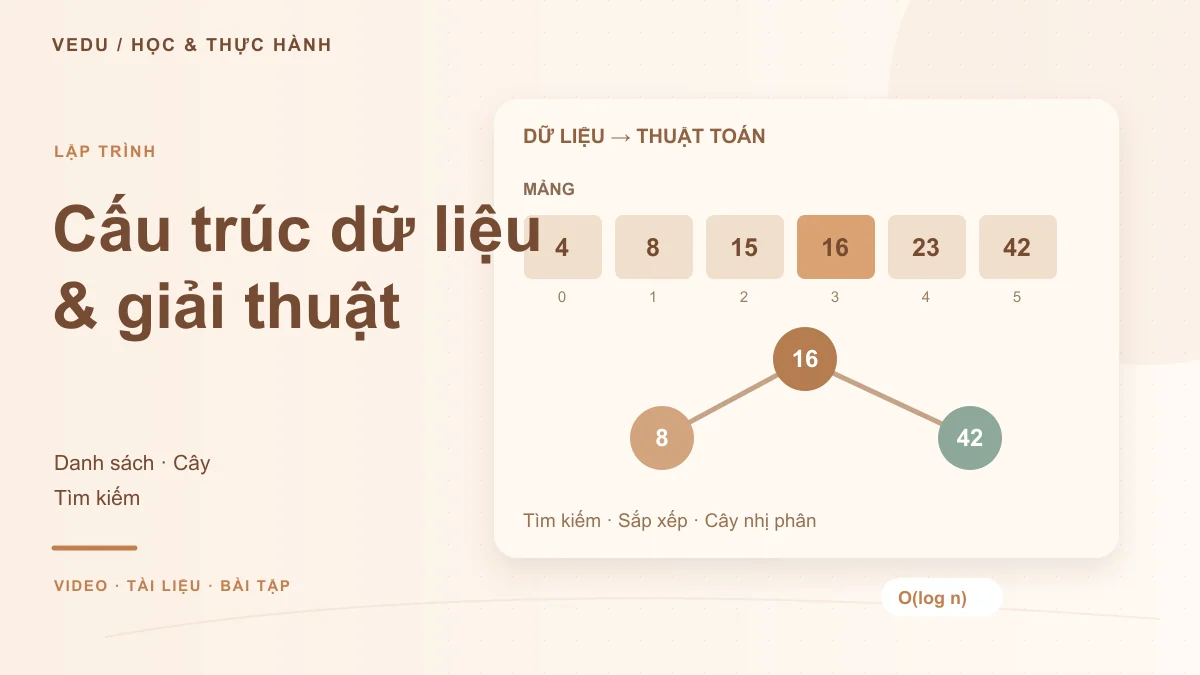 VEDU / HỌC & THỰC HÀNH
LẬP TRÌNH
Cấu trúc dữ liệu
& giải thuật
Danh sách · Cây
Tìm kiếm
VIDEO · TÀI LIỆU · BÀI TẬP
DỮ LIỆU → THUẬT TOÁN
MẢNG
4 8 15 16 23 42
0 1 2 3 4 5
16
8 42
Tìm kiếm · Sắp xếp · Cây nhị phân
O(log n)